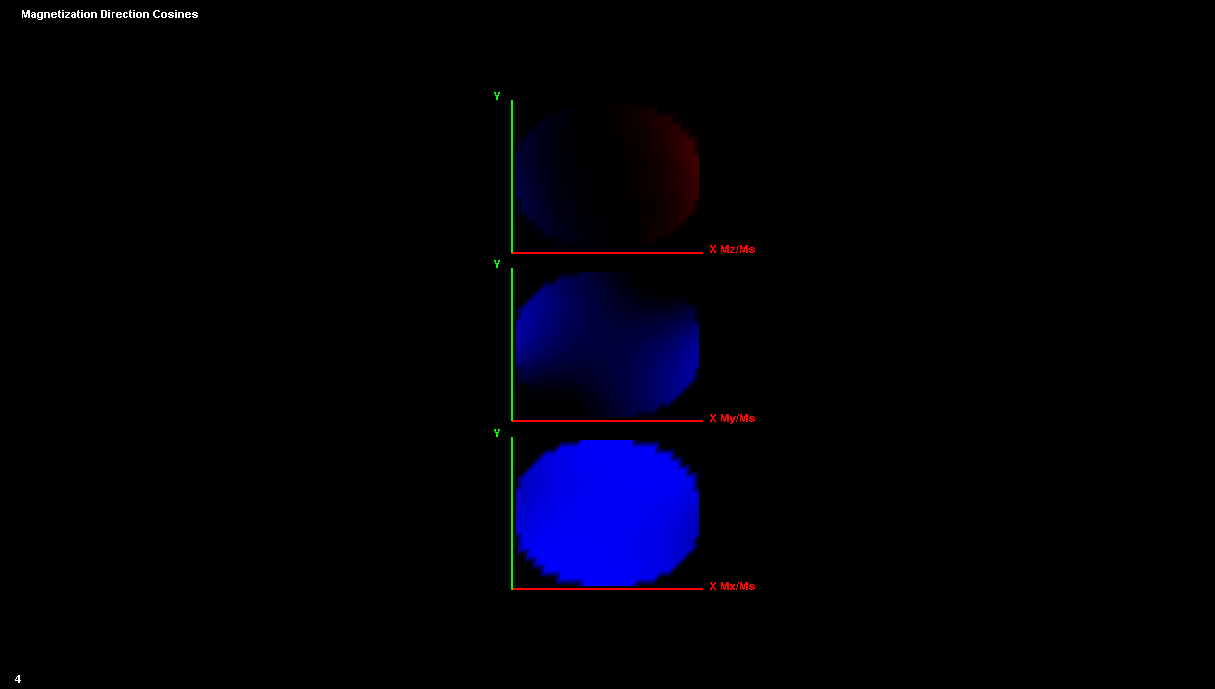 Magnetization Direction Cosines
Y
X Mz/Ms
Y
X My/Ms
Y
X Mx/Ms
4